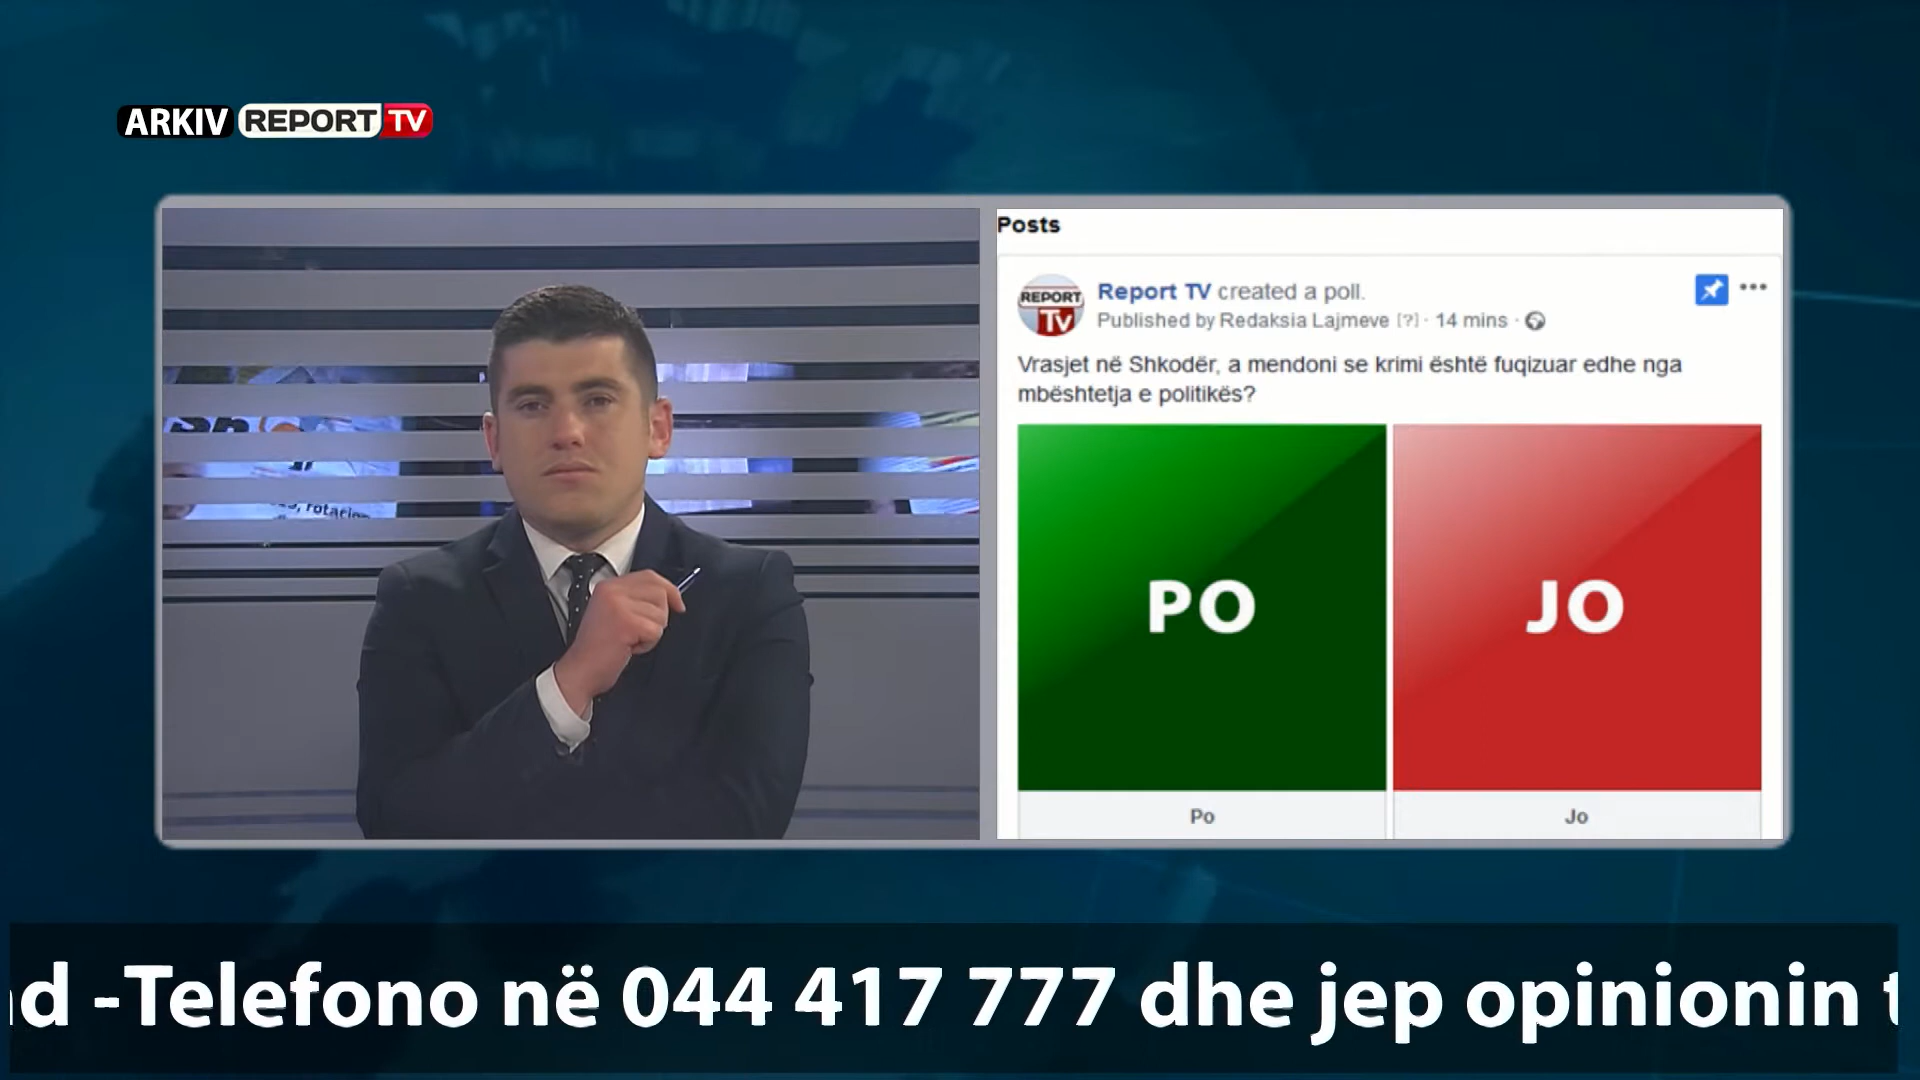 ARKIV REPORT TV
Posts
REPORT
TV
Report TV created a poll.
Published by Redaksia Lajmeve [?] · 14 mins ·
Vrasjet në Shkodër, a mendoni se krimi është fuqizuar edhe nga
mbështetja e politikës?
PO
JO
Po
Jo
-Telefono në 044 417 777 dhe jep opinionin